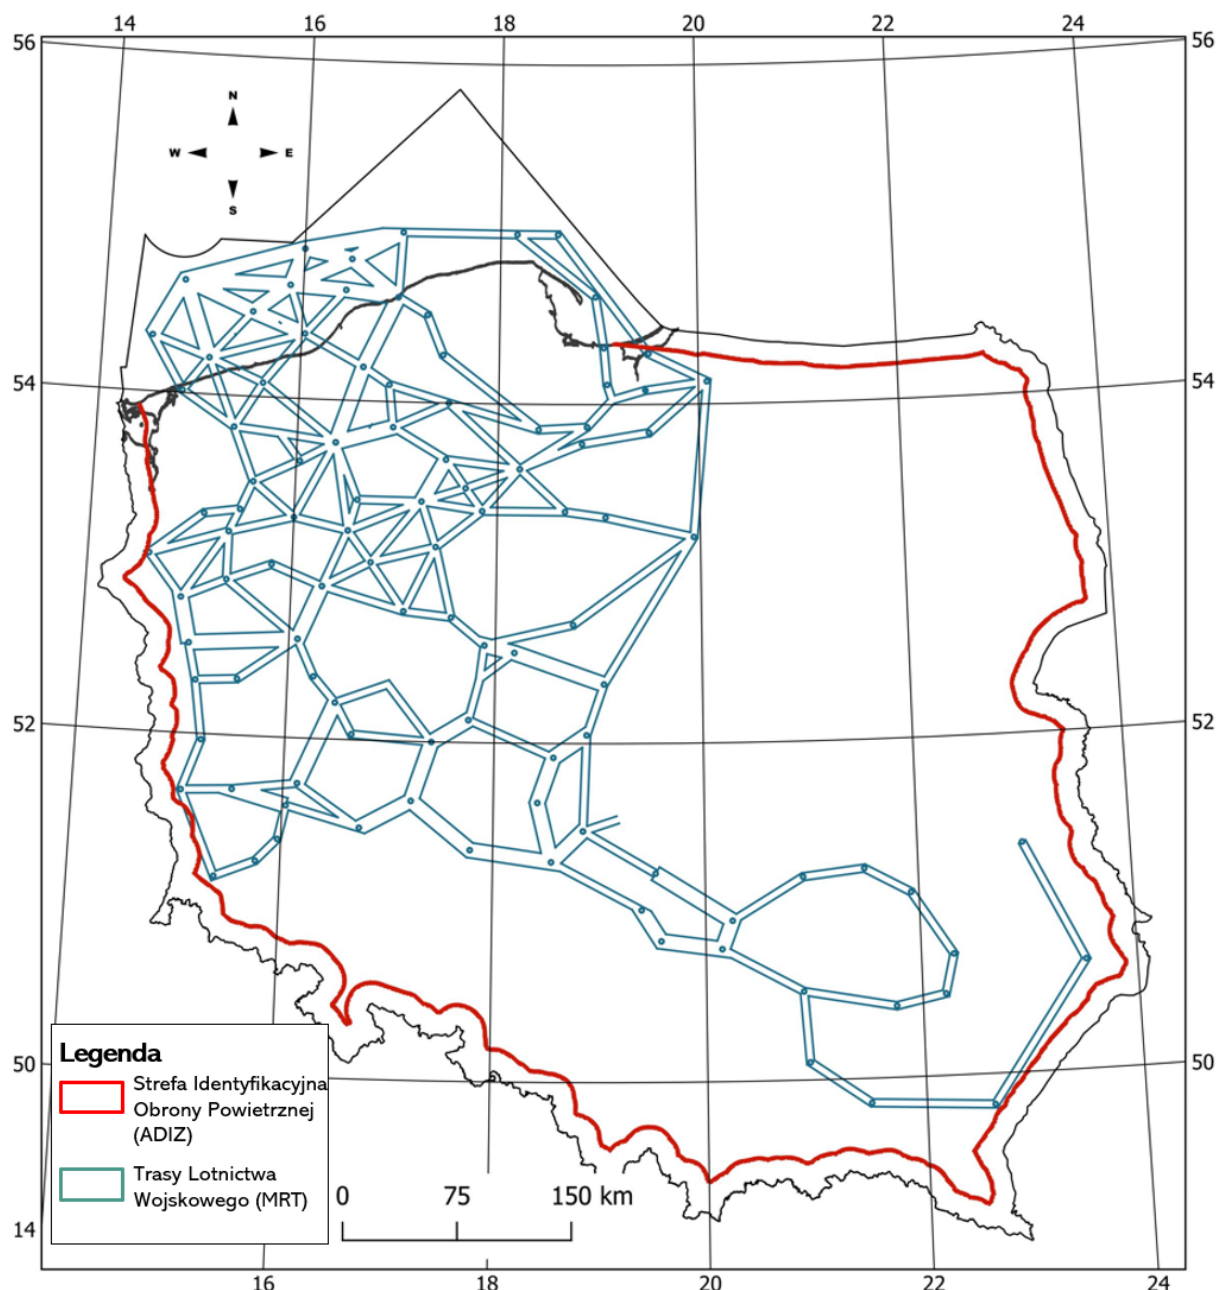 14 16 18 20 22 24
56 56
N
W E
S
54 54
52 52
50 50
Legenda
Strefa Identyfikacyjna
Obrony Powietrznej
(ADIZ)
Trasy Lotnictwa
Wojskowego (MRT)
0 75 150 km
14
16 18 20 22 24